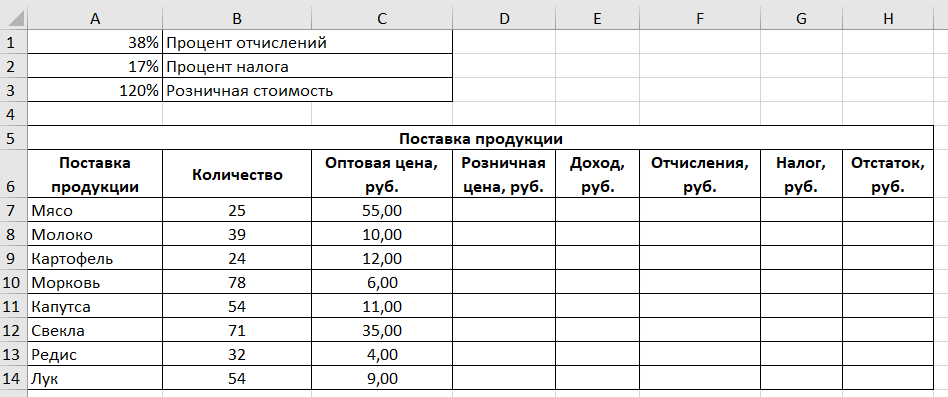 A B C D E F G H
1 38% Процент отчислений
2 17% Процент налога
3 120% Розничная стоимость
4
5 Поставка продукции
6 Поставка продукции Количество Оптовая цена, руб. Розничная цена, руб. Доход, руб. Отчисления, руб. Налог, руб. Отстаток, руб.
7 Мясо 25 55,00
8 Молоко 39 10,00
9 Картофель 24 12,00
10 Морковь 78 6,00
11 Капутса 54 11,00
12 Свекла 71 35,00
13 Редис 32 4,00
14 Лук 54 9,00